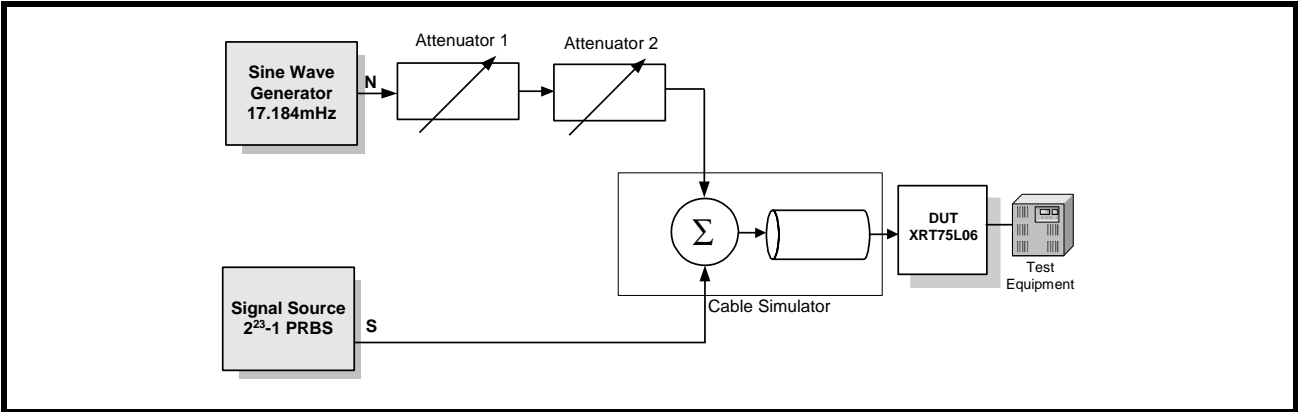 Attenuator 1
Attenuator 2
Sine Wave
Generator
17.184mHz
N
Σ
DUT
XRT75L06
Test
Equipment
Cable Simulator
Signal Source
2²³-1 PRBS
S